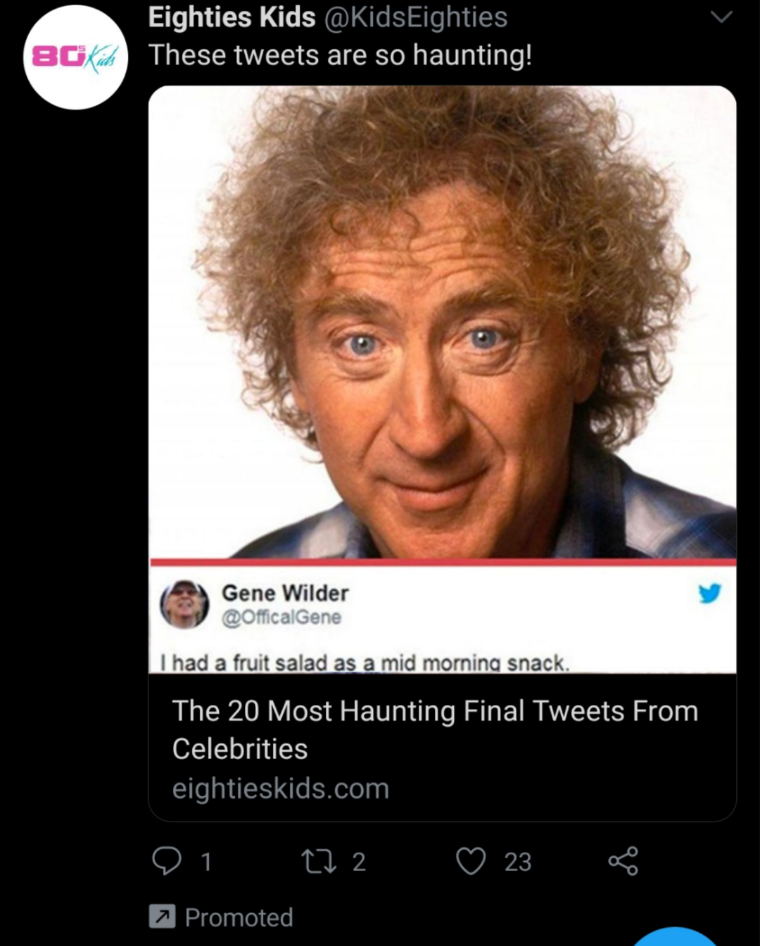 80s Kids
Eighties Kids @KidsEighties
These tweets are so haunting!
Gene Wilder
@OfficalGene
I had a fruit salad as a mid morning snack.
The 20 Most Haunting Final Tweets From
Celebrities
eightieskids.com
1 2 23
Promoted